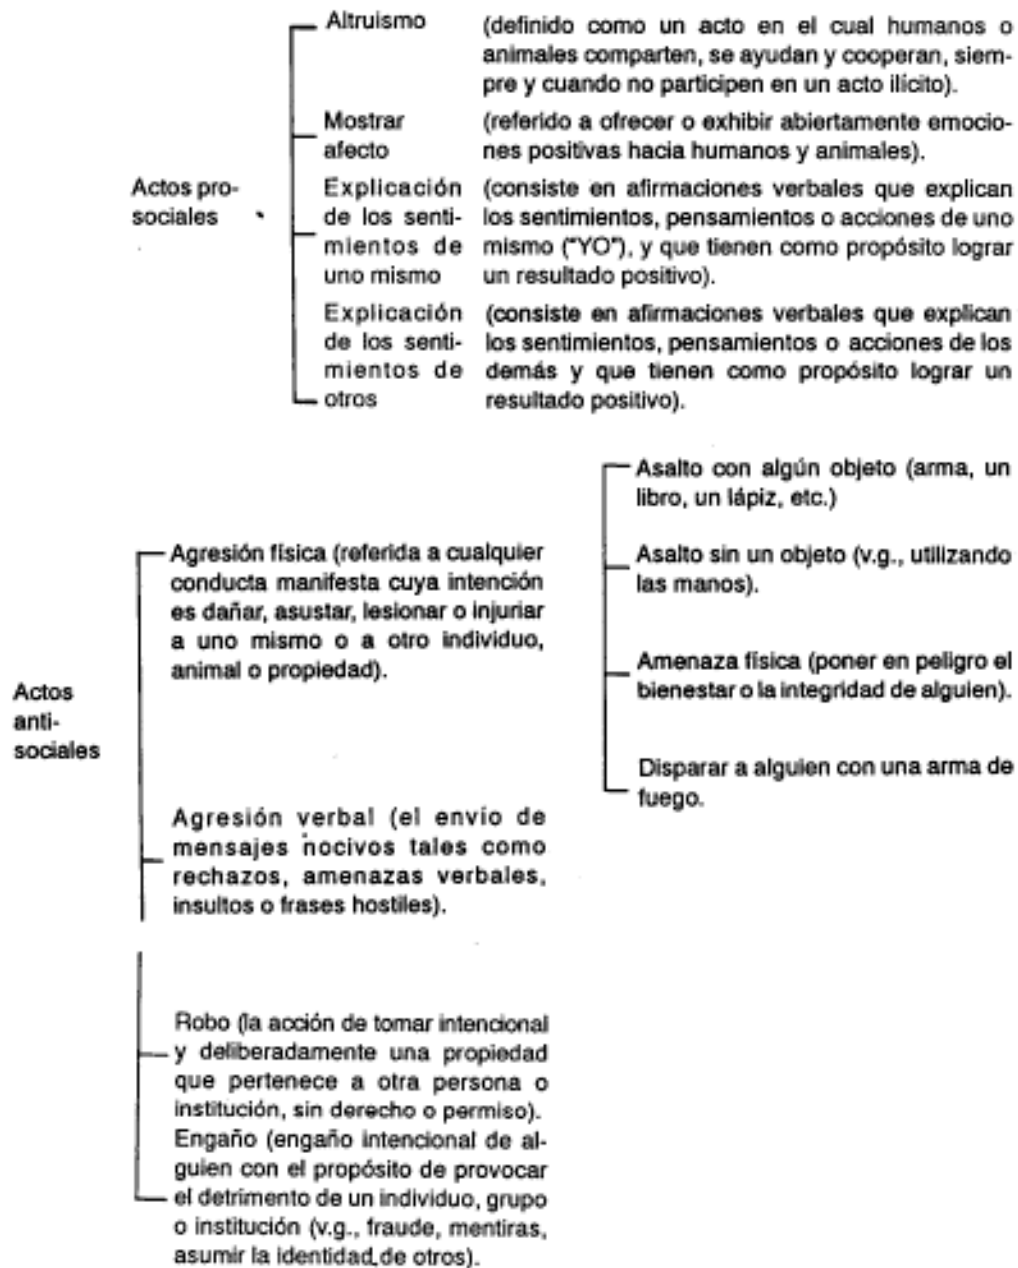 Altruismo
(definido como un acto en el cual humanos o
animales comparten, se ayudan y cooperan, siem-
pre y cuando no participen en un acto ilícito).
Mostrar
afecto
(referido a ofrecer o exhibir abiertamente emocio-
nes positivas hacia humanos y animales).
Actos pro-
sociales
Explicación
de los senti-
mientos de
uno mismo
(consiste en afirmaciones verbales que explican
los sentimientos, pensamientos o acciones de uno
mismo ("YO"), y que tienen como propósito lograr
un resultado positivo).
Explicación
de los senti-
mientos de
otros
(consiste en afirmaciones verbales que explican
los sentimientos, pensamientos o acciones de los
demás y que tienen como propósito lograr un
resultado positivo).
Actos
anti-
sociales
Agresión física (referida a cualquier
conducta manifesta cuya intención
es dañar, asustar, lesionar o injuriar
a uno mismo o a otro individuo,
animal o propiedad).
Asalto con algún objeto (arma, un
libro, un lápiz, etc.)
Asalto sin un objeto (v.g., utilizando
las manos).
Amenaza física (poner en peligro el
bienestar o la integridad de alguien).
Disparar a alguien con una arma de
fuego.
Agresión verbal (el envío de
mensajes nocivos tales como
rechazos, amenazas verbales,
insultos o frases hostiles).
Robo (la acción de tomar intencional
y deliberadamente una propiedad
que pertenece a otra persona o
institución, sin derecho o permiso).
Engaño (engaño intencional de al-
guien con el propósito de provocar
el detrimento de un individuo, grupo
o institución (v.g., fraude, mentiras,
asumir la identidad de otros).